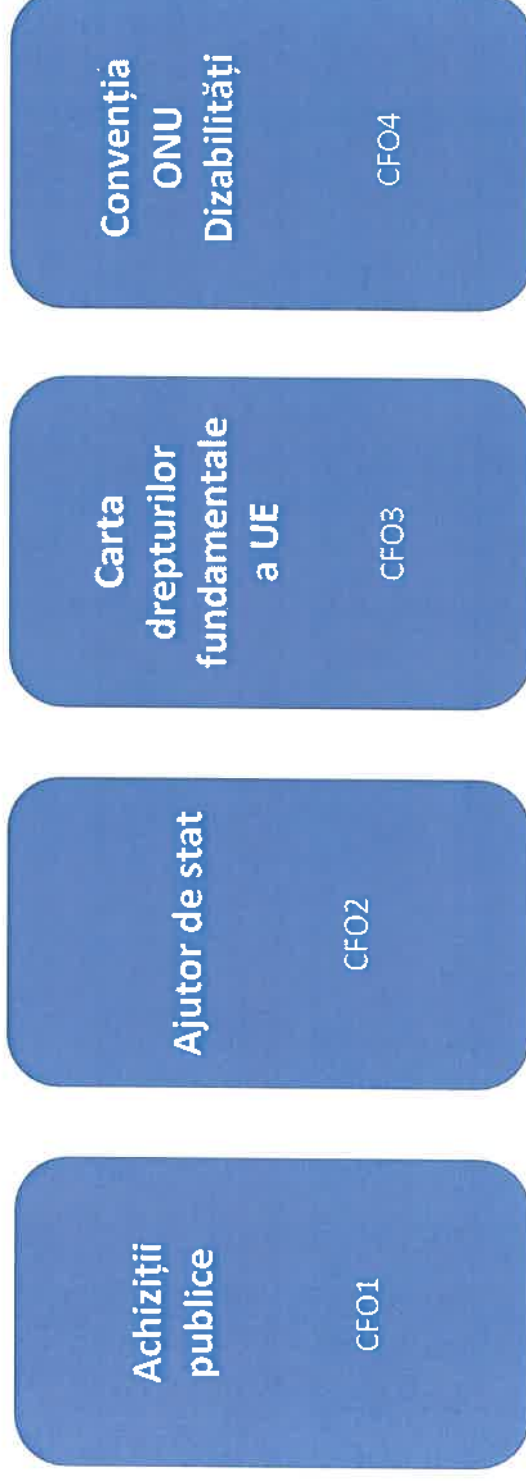 Achiziții
publice
CFO1
Ajutor de stat
CFO2
Carta
drepturilor
fundamentale
a UE
CFO3
Convenția
ONU
Dizabilități
CFO4